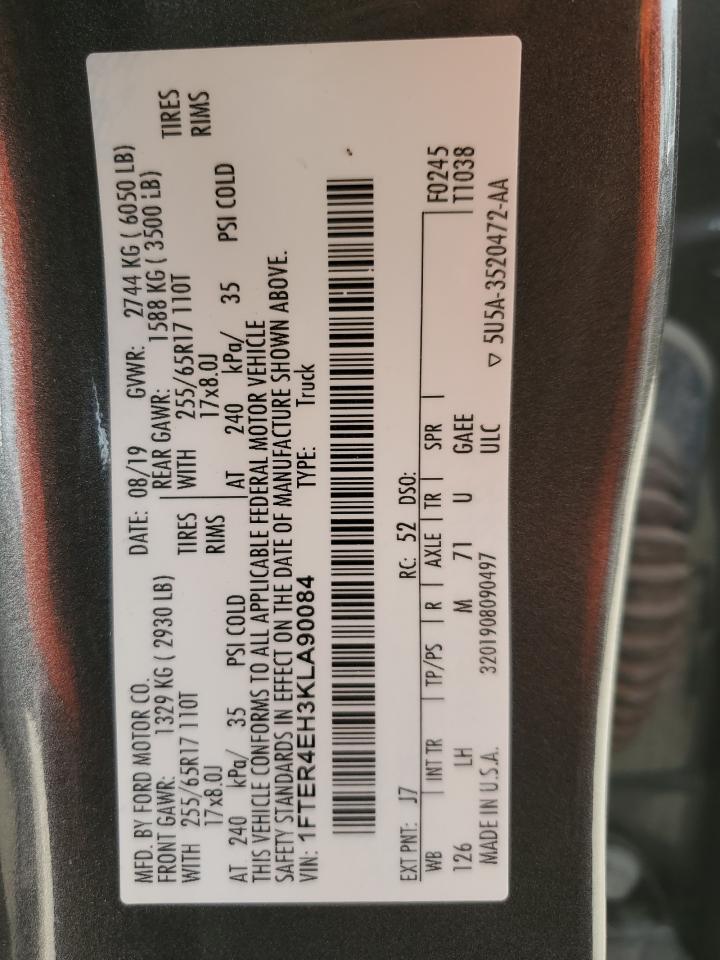 MFD. BY FORD MOTOR CO. DATE: 08/19 GVWR: 2744 KG ( 6050 LB)
FRONT GAWR: 1329 KG ( 2930 LB) REAR GAWR: 1588 KG ( 3500 LB)
WITH 255/65R17 110T TIRES WITH 255/65R17 110T TIRES
17x8.0J RIMS 17x8.0J RIMS
AT 240 kPa/ 35 PSI COLD AT 240 kPa/ 35 PSI COLD
THIS VEHICLE CONFORMS TO ALL APPLICABLE FEDERAL MOTOR VEHICLE
SAFETY STANDARDS IN EFFECT ON THE DATE OF MANUFACTURE SHOWN ABOVE.
VIN: 1FTER4EH3KLA90084 TYPE: Truck
EXT PNT: J7 RC: 52 DSO: F0245
WB INT TR TP/PS R AXLE TR SPR T1038
126 LH M 71 U GAEE
MADE IN U.S.A. 3201908090497 ULC ▽ 5U5A-3520472-AA